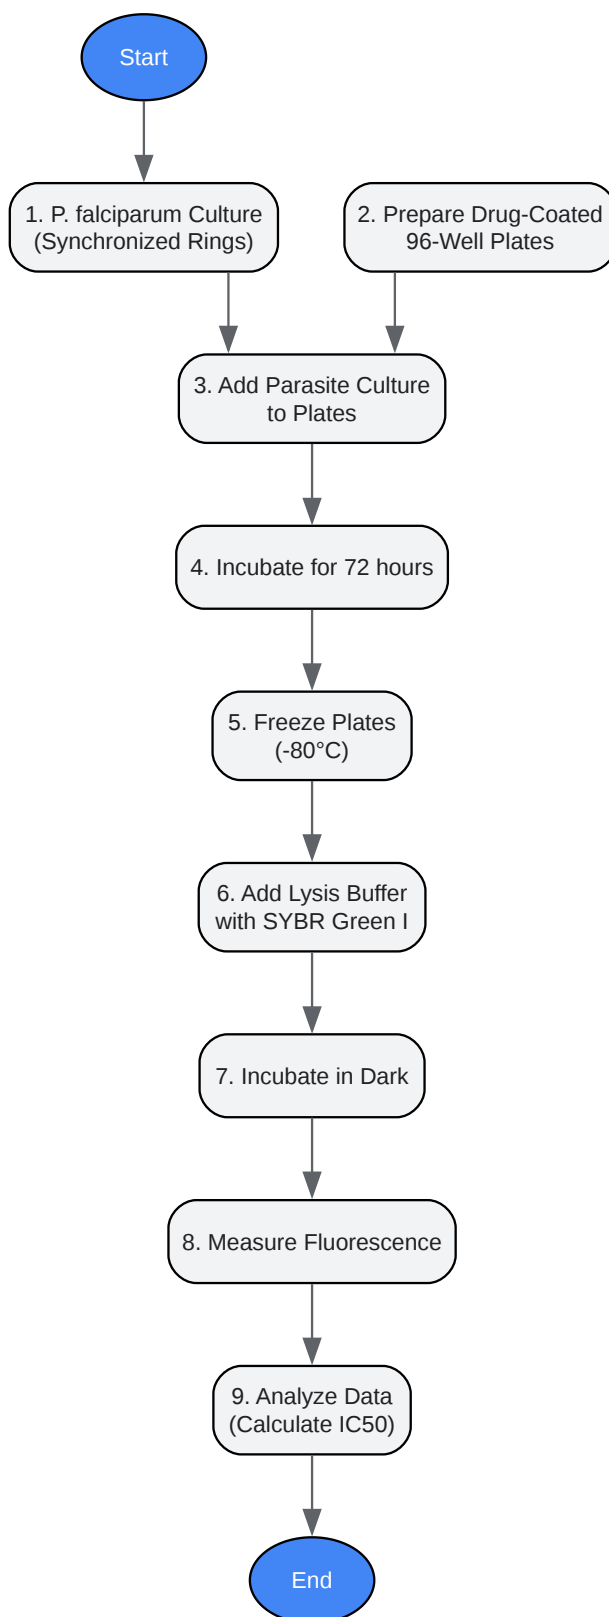 Start
1. P. falciparum Culture
(Synchronized Rings)
2. Prepare Drug-Coated
96-Well Plates
3. Add Parasite Culture
to Plates
4. Incubate for 72 hours
5. Freeze Plates
(-80°C)
6. Add Lysis Buffer
with SYBR Green I
7. Incubate in Dark
8. Measure Fluorescence
9. Analyze Data
(Calculate IC50)
End